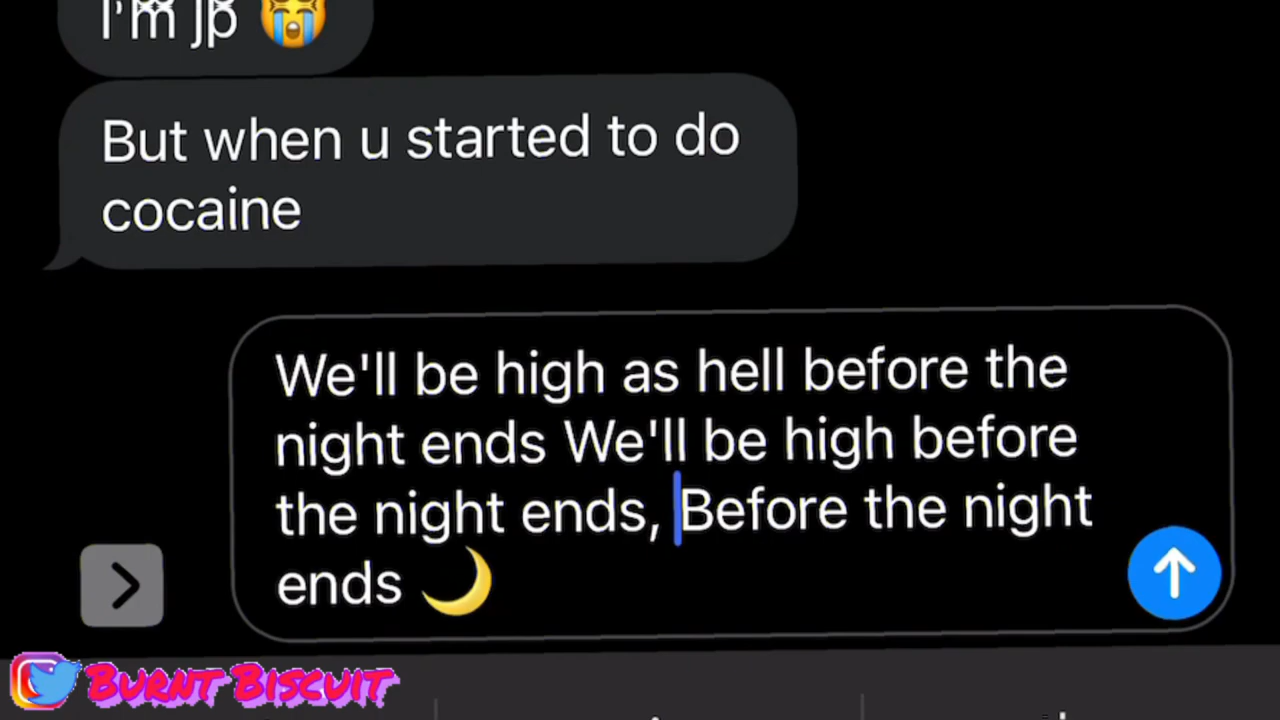 I'm jp 😭
But when u started to do
cocaine
We'll be high as hell before the
night ends We'll be high before
the night ends, Before the night
ends 🌙
Burnt Biscuit